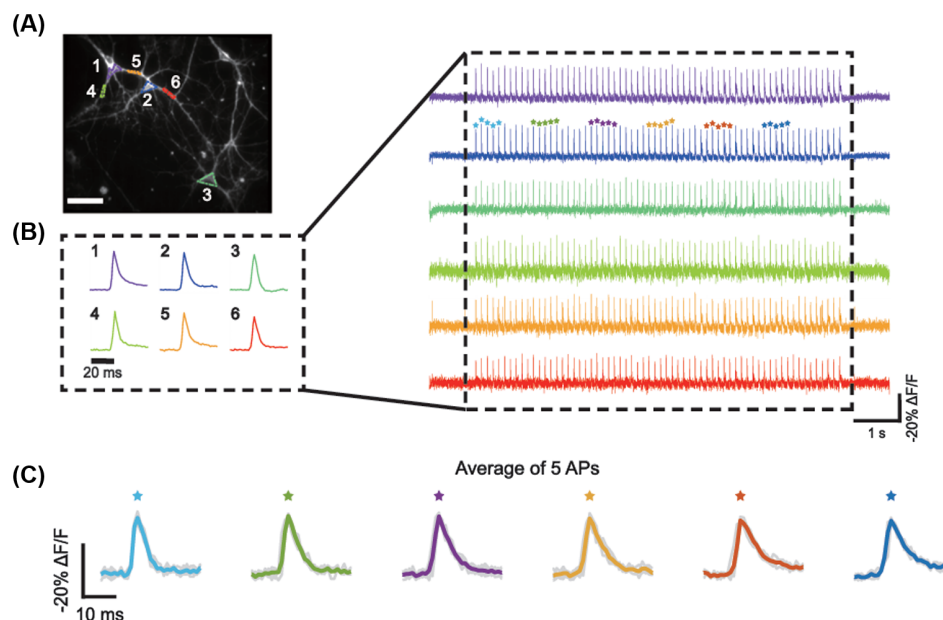 (A)
1
5
6
4
2
3
(B)
1 2 3
4 5 6
20 ms
-20% ΔF/F
1 s
(C)
Average of 5 APs
-20% ΔF/F
10 ms